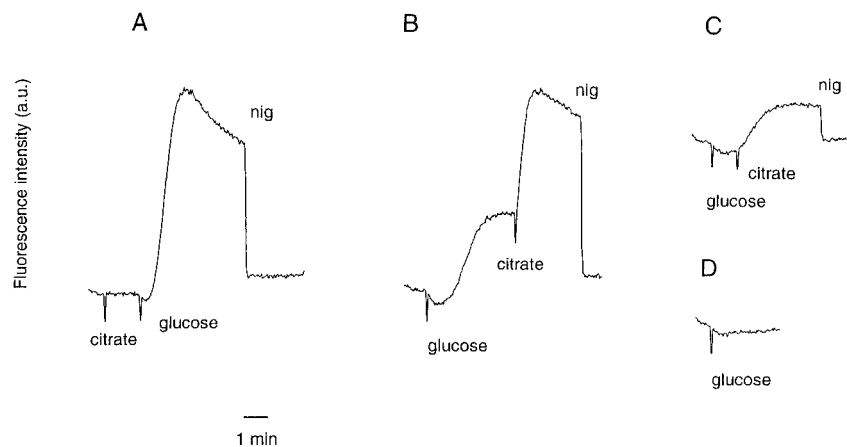 A
B
C
D
Fluorescence intensity (a.u.)
nig
citrate
glucose
nig
citrate
glucose
nig
citrate
glucose
glucose
1 min